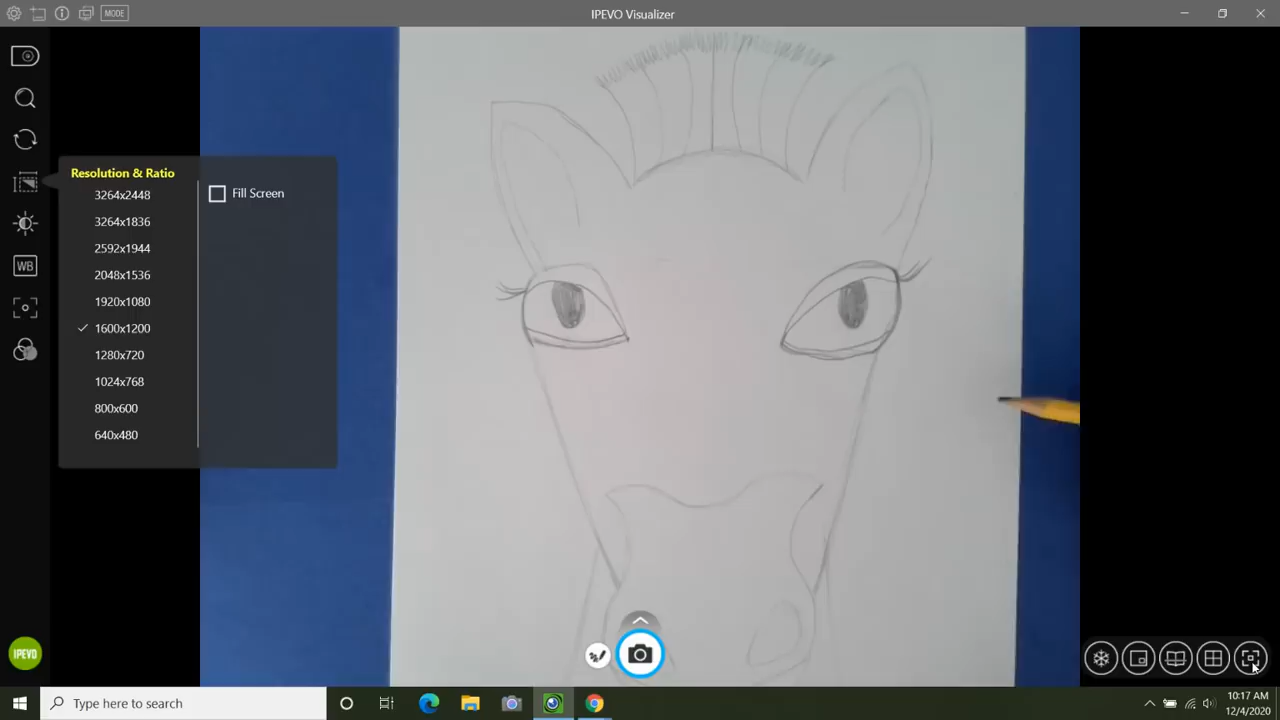 MODE
IPEVO Visualizer
Resolution & Ratio
3264x2448
Fill Screen
3264x1836
2592x1944
2048x1536
1920x1080
1600x1200
1280x720
1024x768
800x600
640x480
WB
IPEVO
Type here to search
10:17 AM
12/4/2020